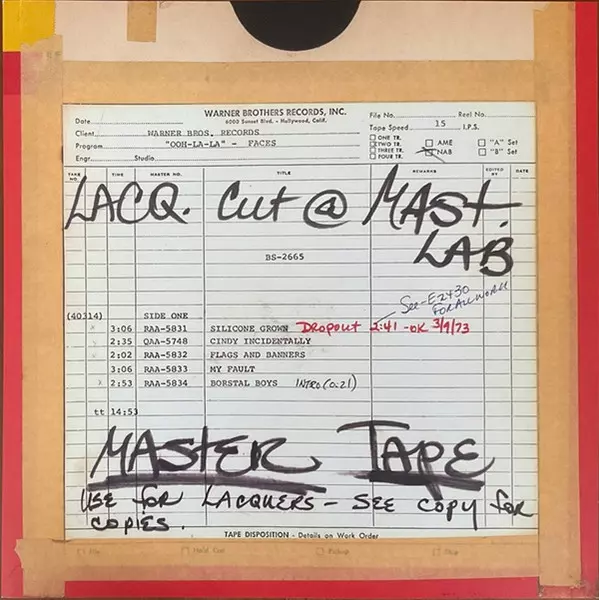 WARNER BROTHERS RECORDS, INC.
6000 Sunset Blvd. - Hollywood, Calif.
Date
Client WARNER BROS. RECORDS
Program "OOH-LA-LA" - FACES
Engr. Studio
File No. Reel No.
Tape Speed 15 I.P.S.
ONE TR.
TWO TR. AME "A" Set
THREE TR. NAB "B" Set
FOUR TR.
TAKE NO. TIME MASTER NO. TITLE REMARKS EDITED BY DATE
LACQ. Cut @ MAST.
LAB
BS-2665
See-E2430
FOR ALL WORK
(40314) SIDE ONE
3:06 RAA-5831 SILICONE GROWN DROPOUT 2:41 -OK 3/9/73
2:35 QAA-5748 CINDY INCIDENTALLY
2:02 RAA-5832 FLAGS AND BANNERS
3:06 RAA-5833 MY FAULT
x 2:53 RAA-5834 BORSTAL BOYS INTRO (0:21)
tt 14:53
MASTER TAPE
USE FOR LACQUERS - SEE COPY FOR
COPIES.
TAPE DISPOSITION - Details on Work Order
Hold Out